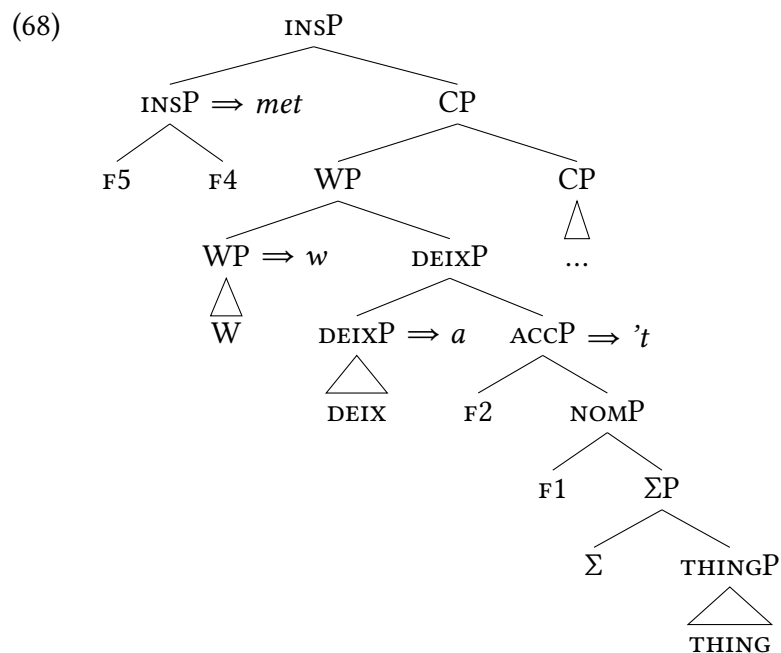 (68) INSP
INSP ⇒ met CP
F5 F4 WP CP
WP ⇒ w DEIXP ...
W DEIXP ⇒ a ACCP ⇒ 't
DEIX F2 NOMP
F1 ΣP
Σ THINGP
THING